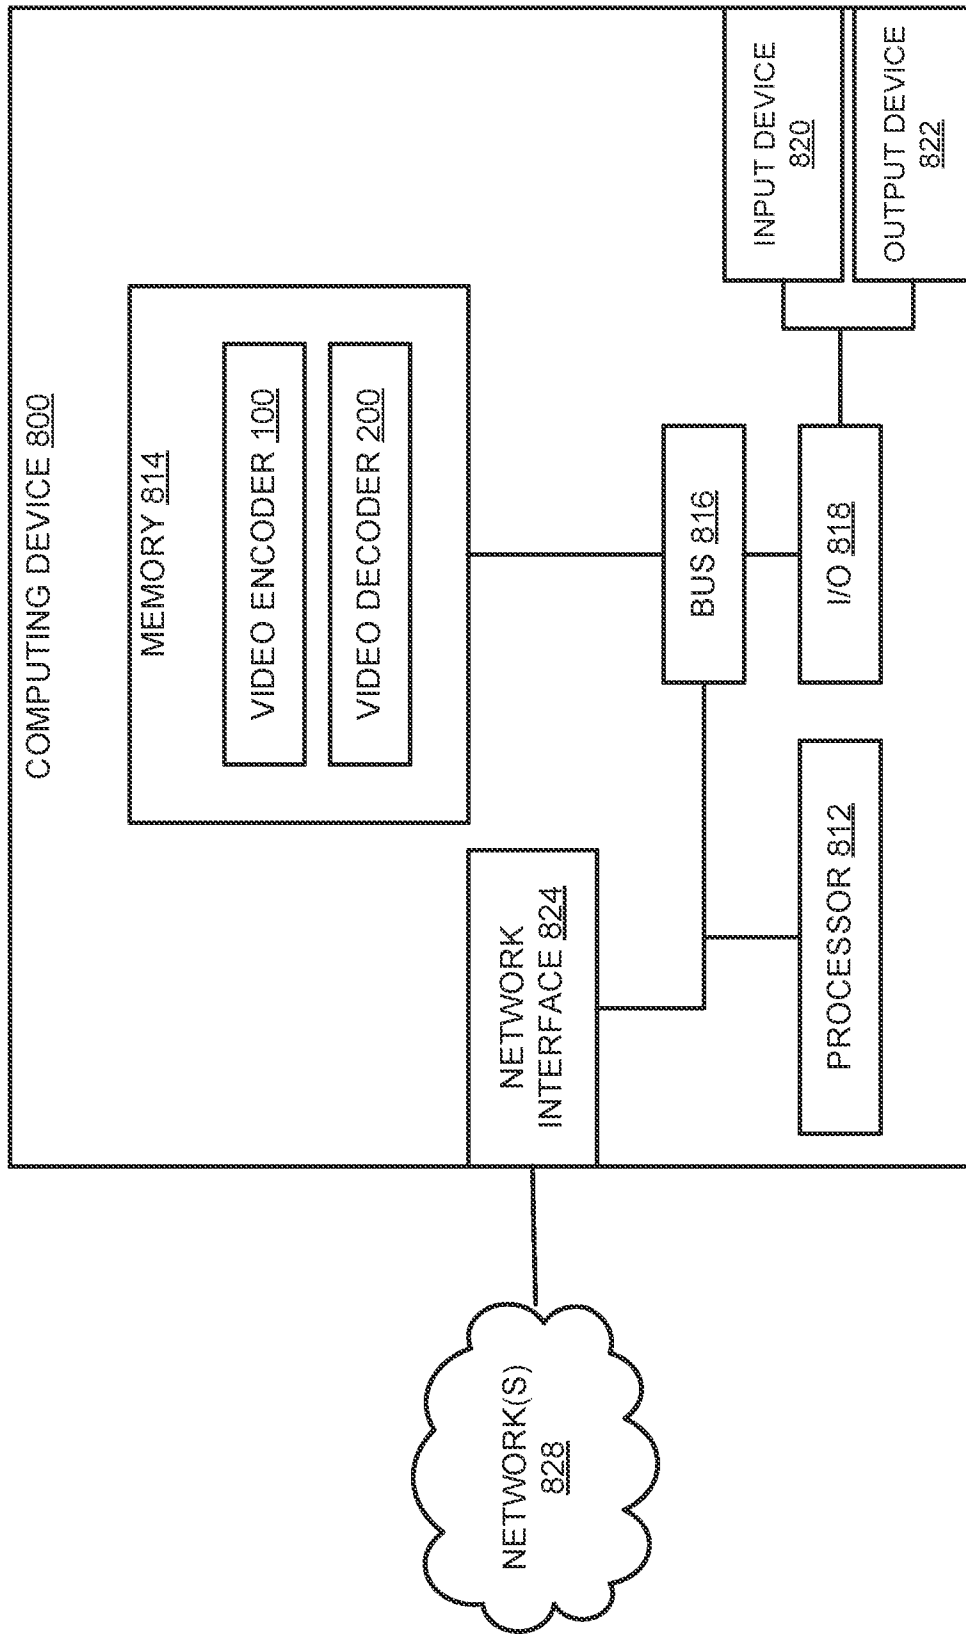 COMPUTING DEVICE 800
MEMORY 814
VIDEO ENCODER 100
VIDEO DECODER 200
NETWORK
INTERFACE 824
NETWORK(S)
828
BUS 816
INPUT DEVICE
820
PROCESSOR 812
I/O 818
OUTPUT DEVICE
822